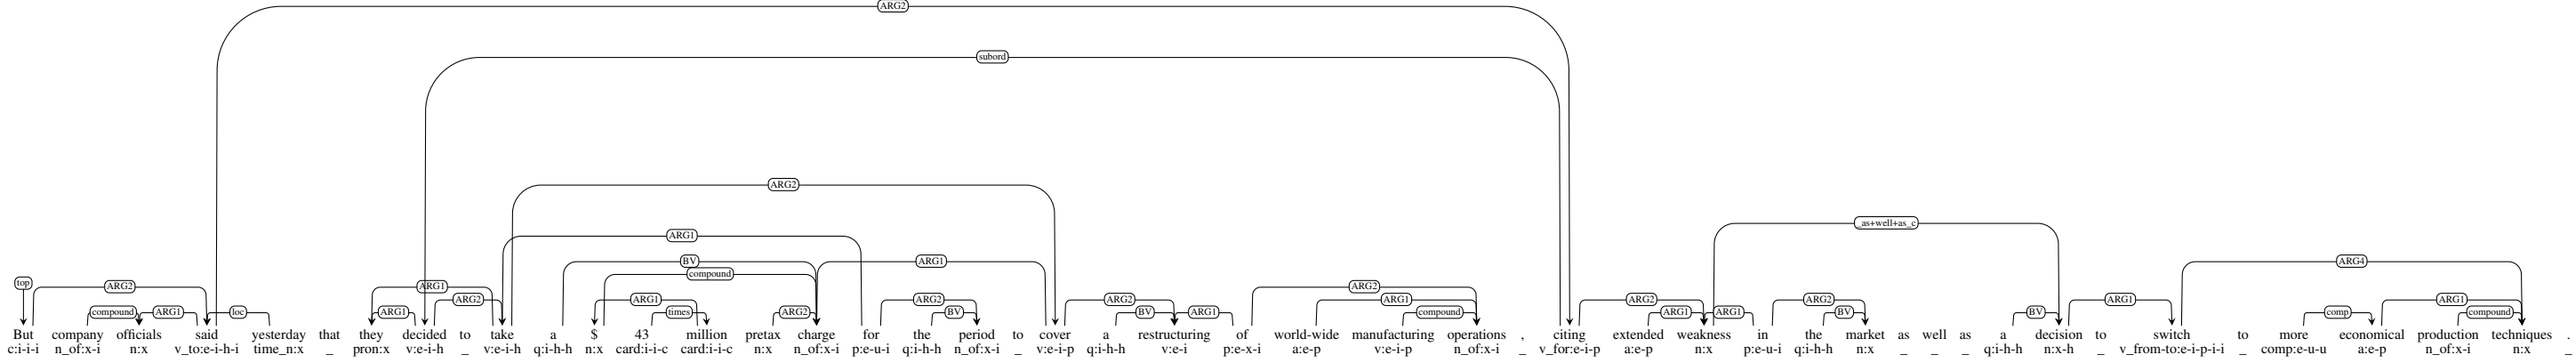 ARG2
subord
ARG2
_as+well+as_c
ARG1
BV ARG1 ARG4
compound
top ARG2 ARG1 ARG2
ARG2 ARG1 ARG2 ARG2 ARG1 ARG2 ARG2 ARG1 ARG1
compound ARG1 loc ARG1 times ARG2 BV BV ARG1 compound ARG1 ARG1 BV BV comp compound
But company officials said yesterday that they decided to take a $ 43 million pretax charge for the period to cover a restructuring of world-wide manufacturing operations , citing extended weakness in the market as well as a decision to switch to more economical production techniques .
c:i-i-i n_of:x-i n:x v_to:e-i-h-i time_n:x _ pron:x v:e-i-h _ v:e-i-h q:i-h-h n:x card:i-i-c card:i-i-c n:x n_of:x-i p:e-u-i q:i-h-h n_of:x-i _ v:e-i-p q:i-h-h v:e-i p:e-x-i a:e-p v:e-i-p n_of:x-i _ v_for:e-i-p a:e-p n:x p:e-u-i q:i-h-h n:x _ _ _ q:i-h-h n:x-h _ v_from-to:e-i-p-i-i _ comp:e-u-u a:e-p n_of:x-i n:x _